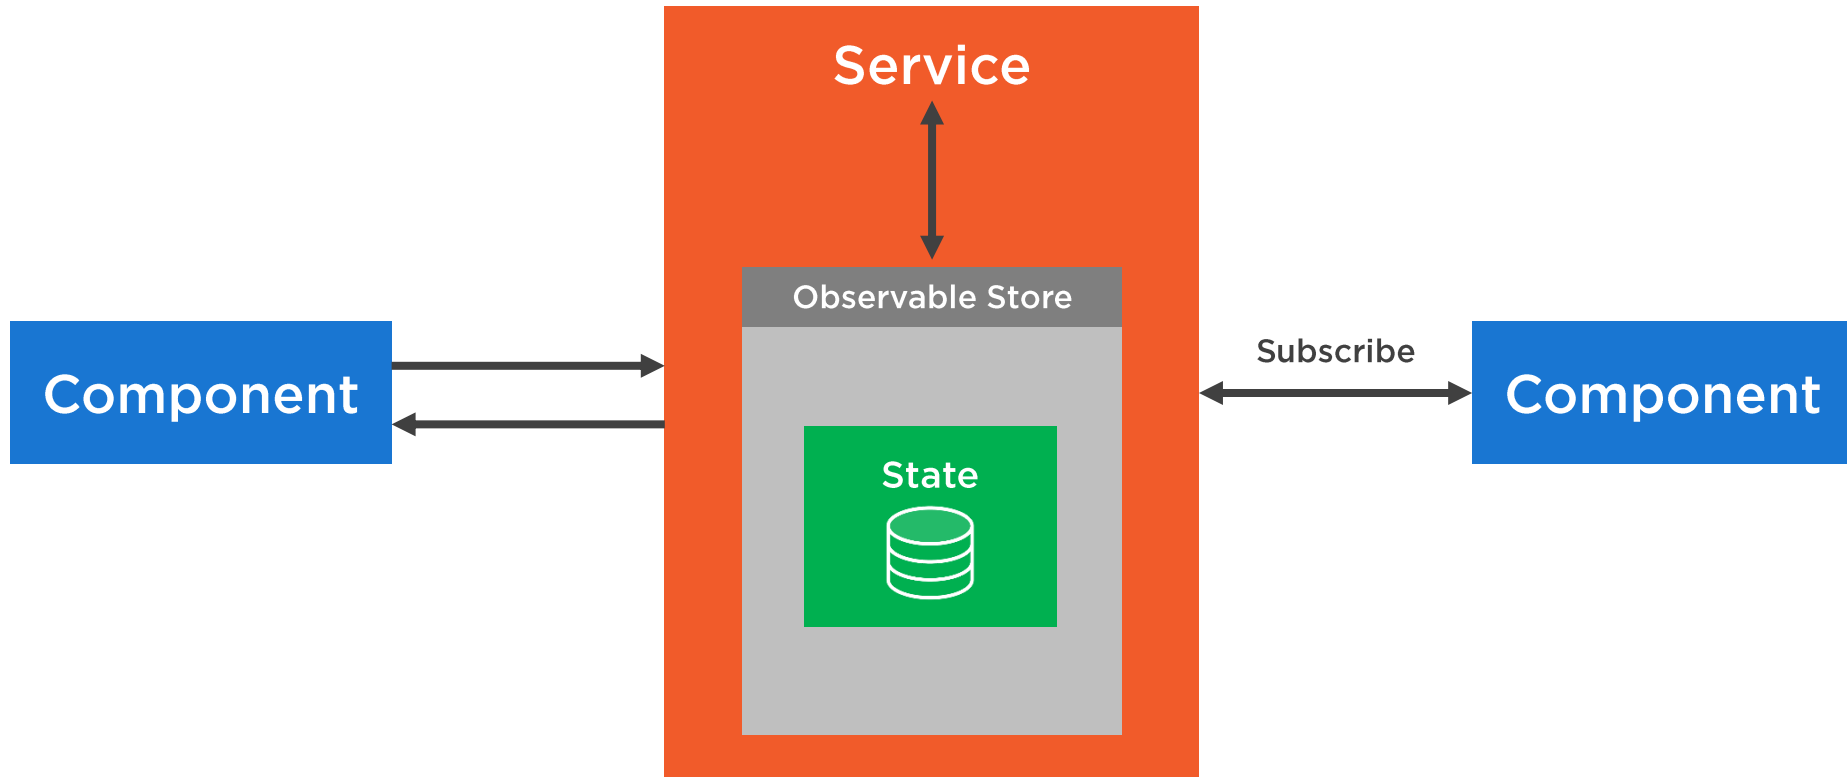 Service
Observable Store
Component
Subscribe
Component
State